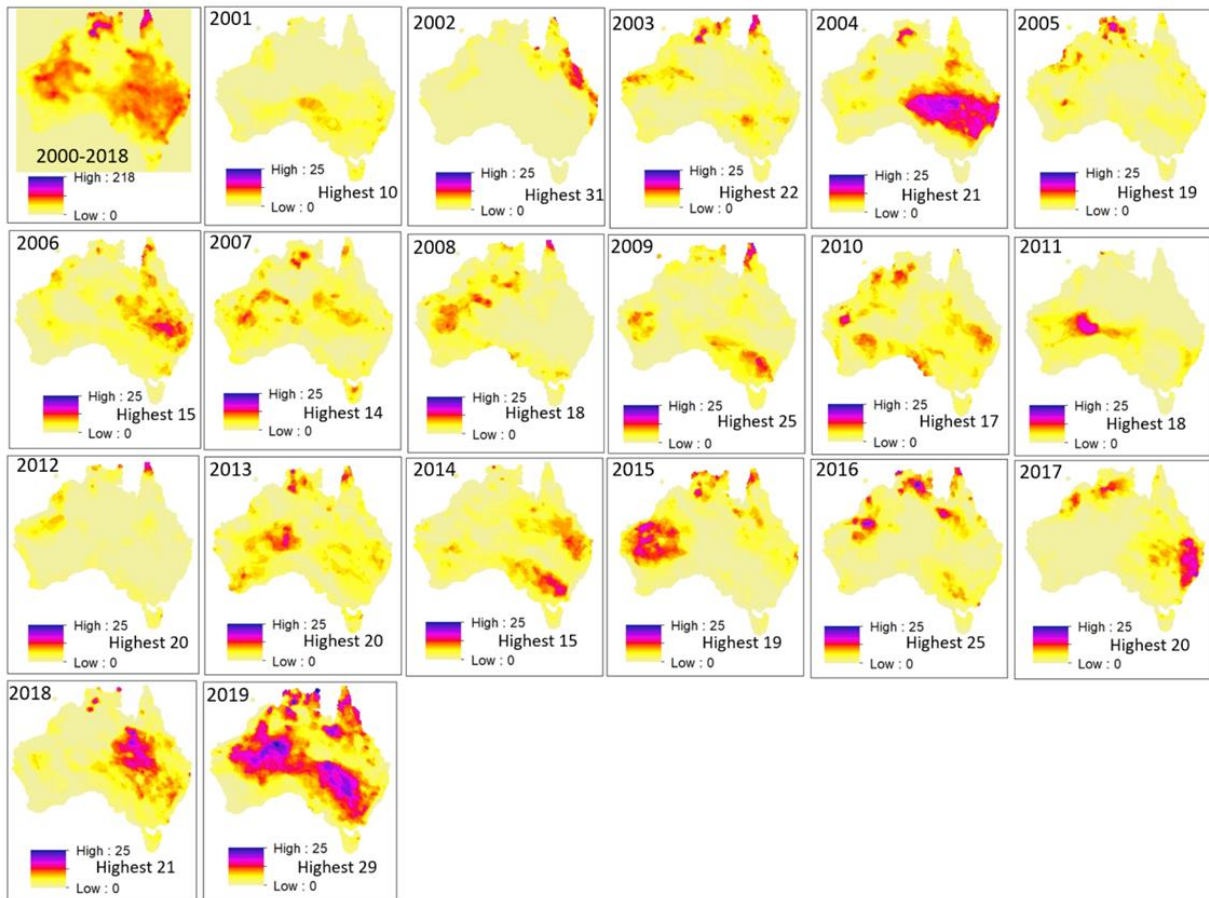 2000-2018
High : 218
Low : 0
2001
High : 25
Low : 0
Highest 10
2002
High : 25
Low : 0
Highest 31
2003
High : 25
Low : 0
Highest 22
2004
High : 25
Low : 0
Highest 21
2005
High : 25
Low : 0
Highest 19
2006
High : 25
Low : 0
Highest 15
2007
High : 25
Low : 0
Highest 14
2008
High : 25
Low : 0
Highest 18
2009
High : 25
Low : 0
Highest 25
2010
High : 25
Low : 0
Highest 17
2011
High : 25
Low : 0
Highest 18
2012
High : 25
Low : 0
Highest 20
2013
High : 25
Low : 0
Highest 20
2014
High : 25
Low : 0
Highest 15
2015
High : 25
Low : 0
Highest 19
2016
High : 25
Low : 0
Highest 25
2017
High : 25
Low : 0
Highest 20
2018
High : 25
Low : 0
Highest 21
2019
High : 25
Low : 0
Highest 29